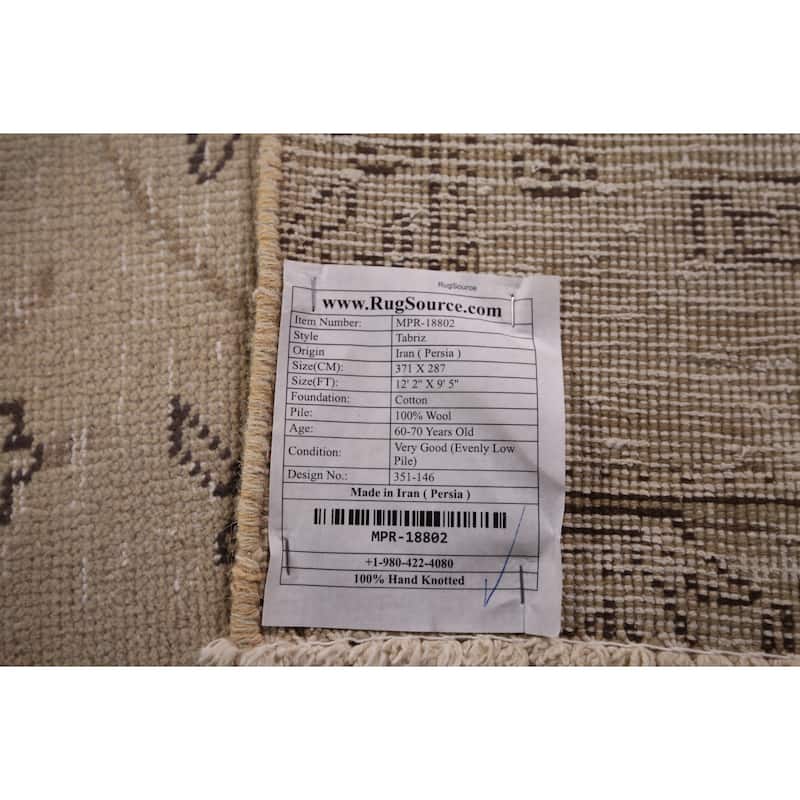 RugSource
www.RugSource.com
Item Number: MPR-18802
Style Tabriz
Origin Iran ( Persia )
Size(CM): 371 X 287
Size(FT): 12' 2" X 9' 5"
Foundation: Cotton
Pile: 100% Wool
Age: 60-70 Years Old
Condition: Very Good (Evenly Low
Pile)
Design No.: 351-146
Made in Iran ( Persia )
MPR-18802
+1-980-422-4080
100% Hand Knotted